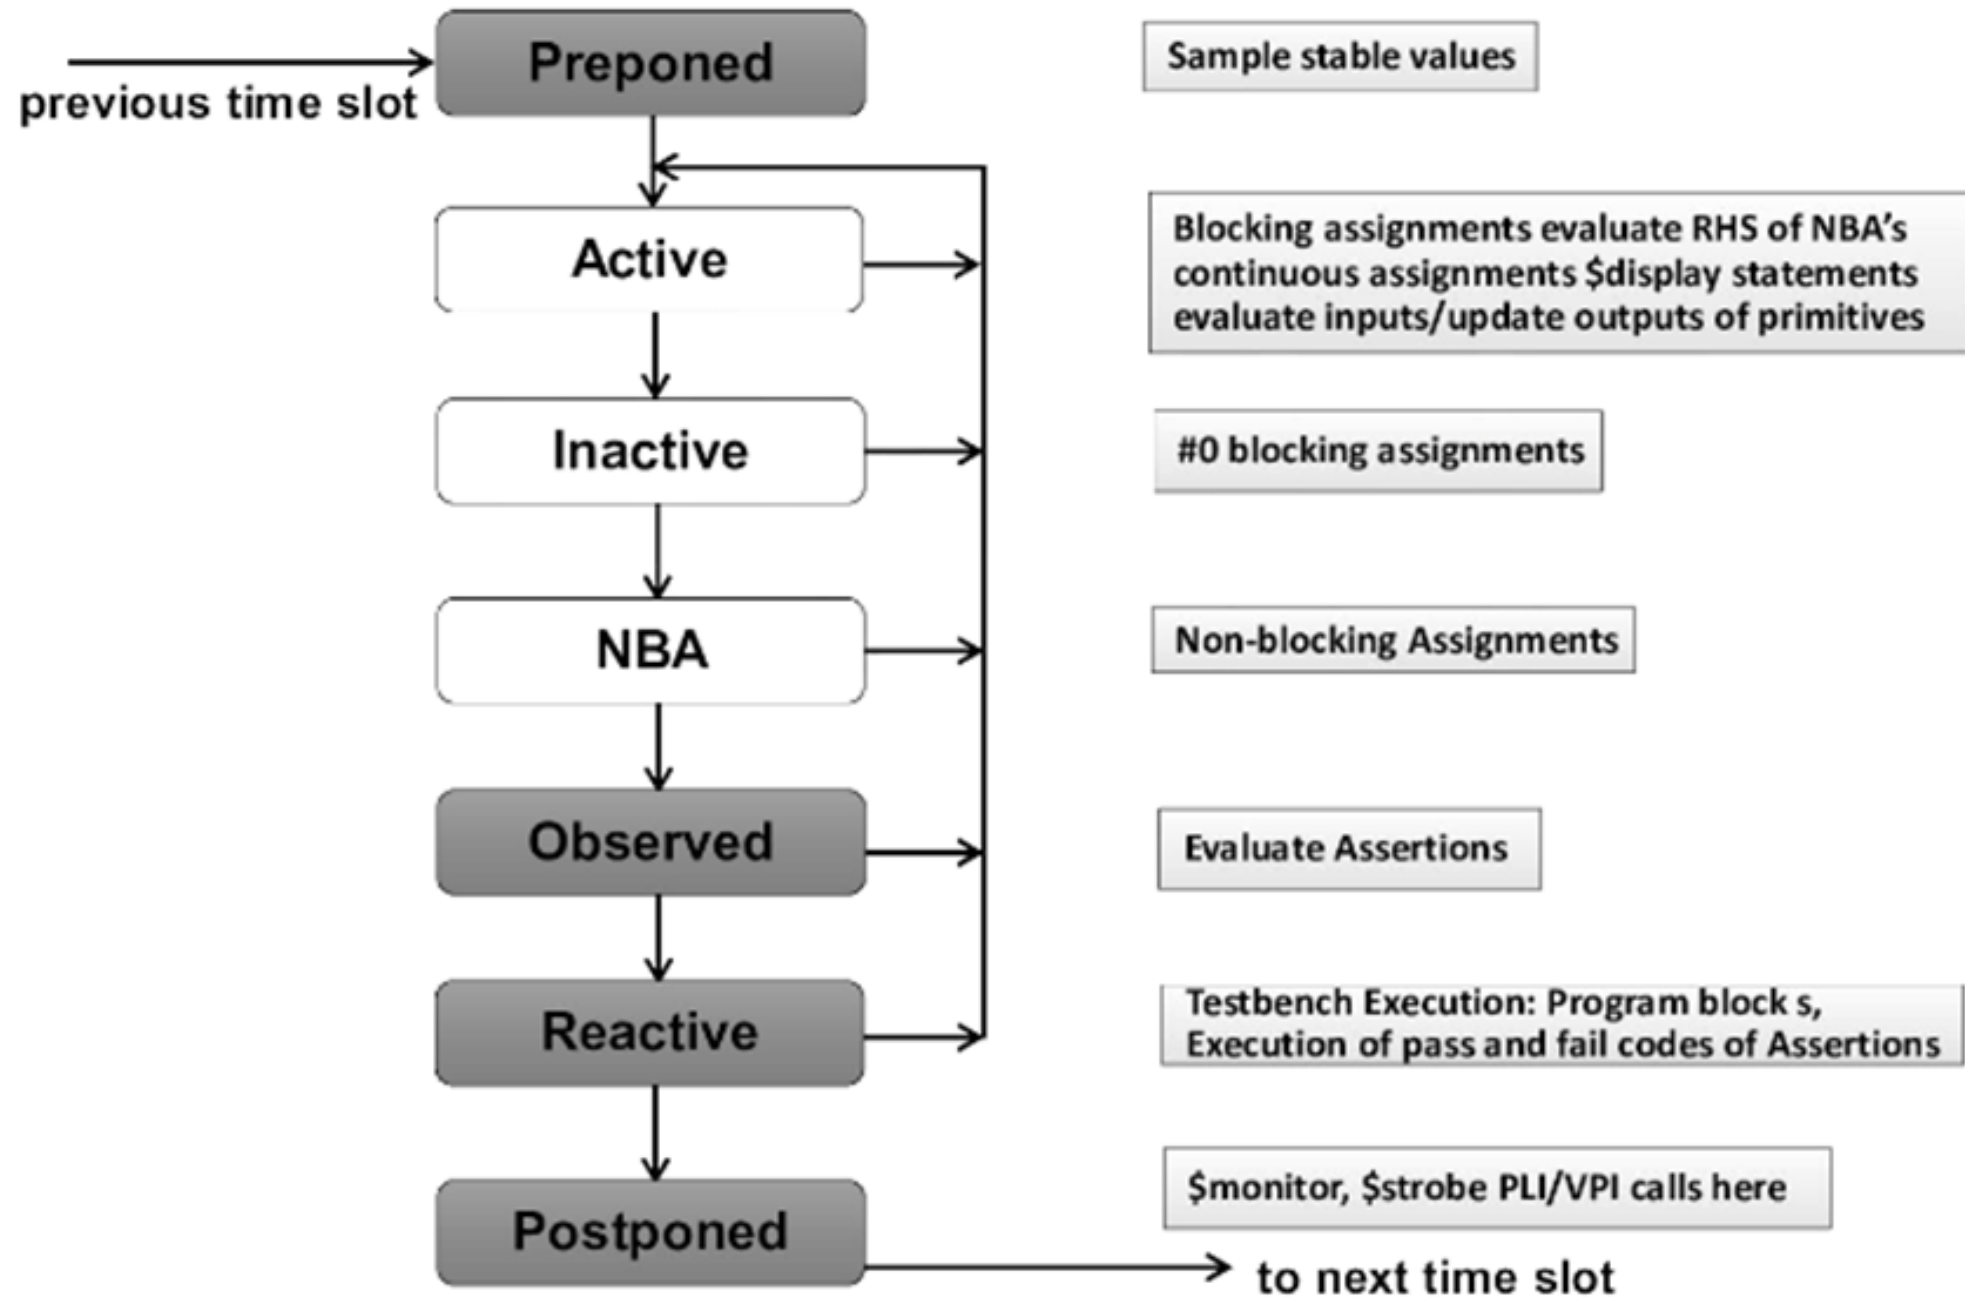 Preponed
Sample stable values
previous time slot
Active
Blocking assignments evaluate RHS of NBA’s
continuous assignments $display statements
evaluate inputs/update outputs of primitives
Inactive
#0 blocking assignments
NBA
Non-blocking Assignments
Observed
Evaluate Assertions
Reactive
Testbench Execution: Program block s,
Execution of pass and fail codes of Assertions
Postponed
$monitor, $strobe PLI/VPI calls here
to next time slot